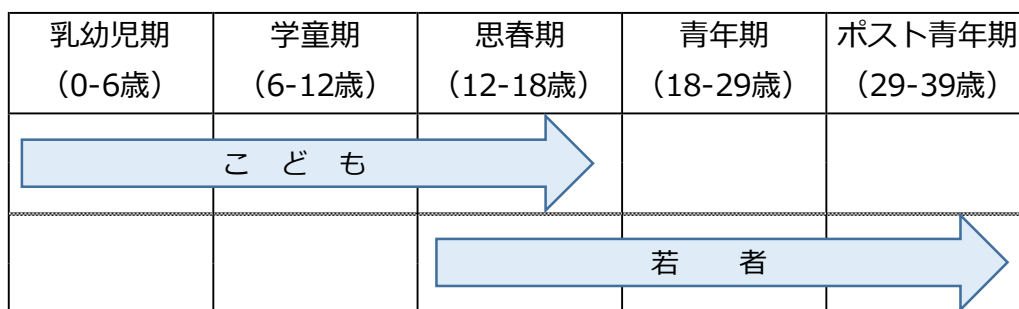 乳幼児期 学童期 思春期 青年期 ポスト青年期
（0-6歳） （6-12歳） （12-18歳） （18-29歳） （29-39歳）
こ ど も
若 者